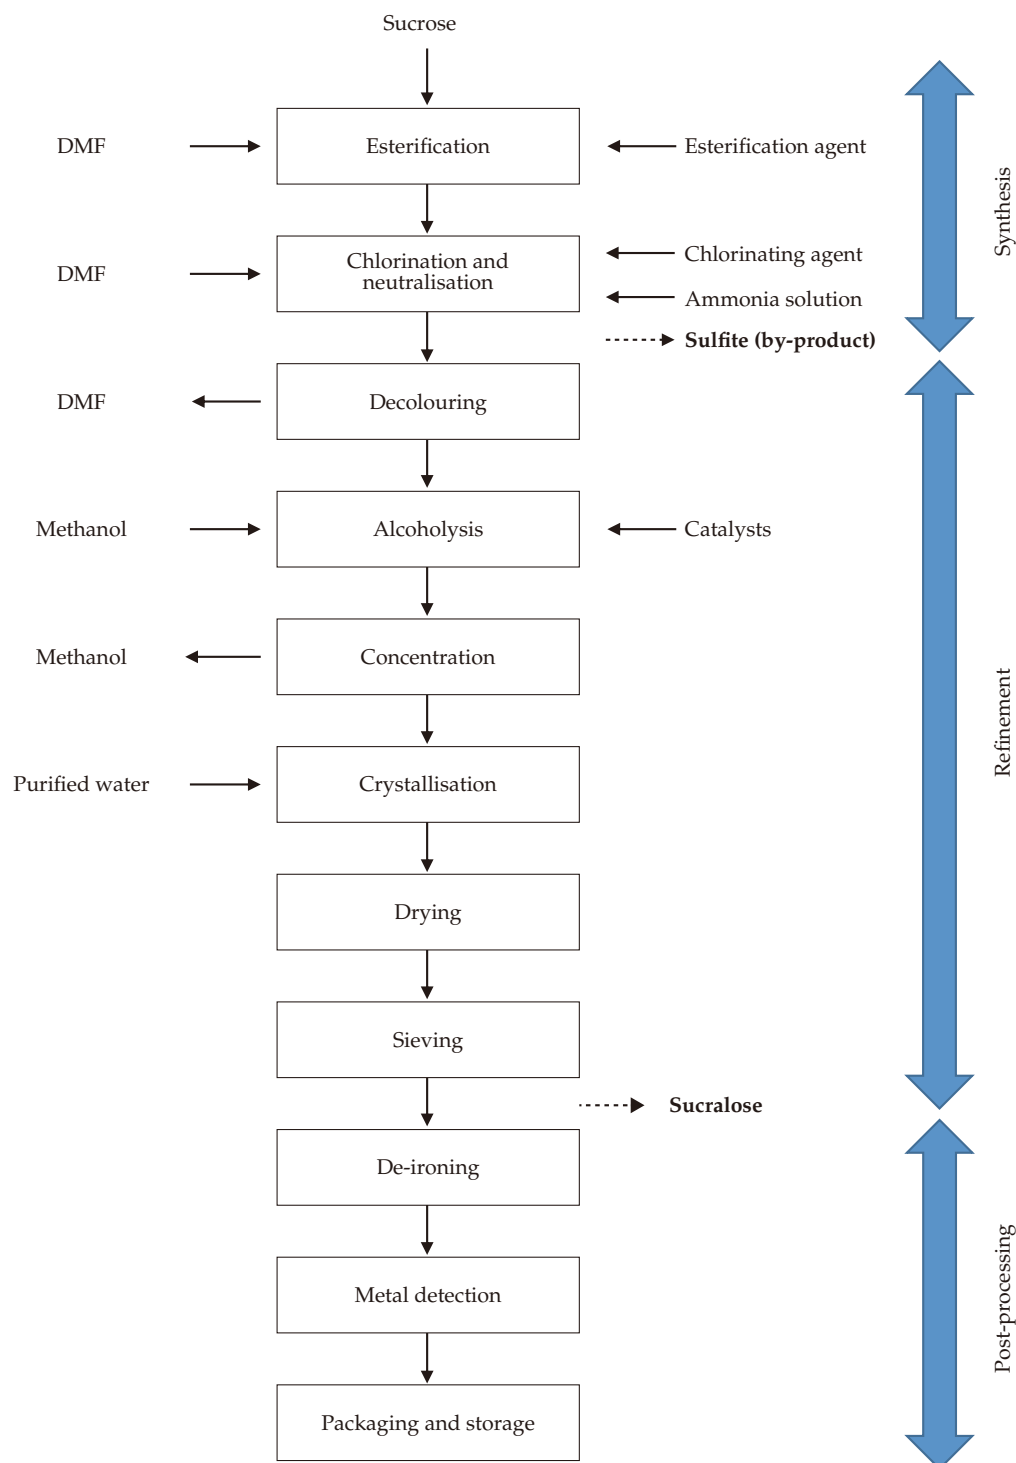 Sucrose
DMF
Esterification
Esterification agent
DMF
Chlorination and
neutralisation
Chlorinating agent
Ammonia solution
Sulfite (by-product)
Synthesis
DMF
Decolouring
Methanol
Alcoholysis
Catalysts
Methanol
Concentration
Purified water
Crystallisation
Drying
Sieving
Refinement
Sucralose
De-ironing
Metal detection
Packaging and storage
Post-processing